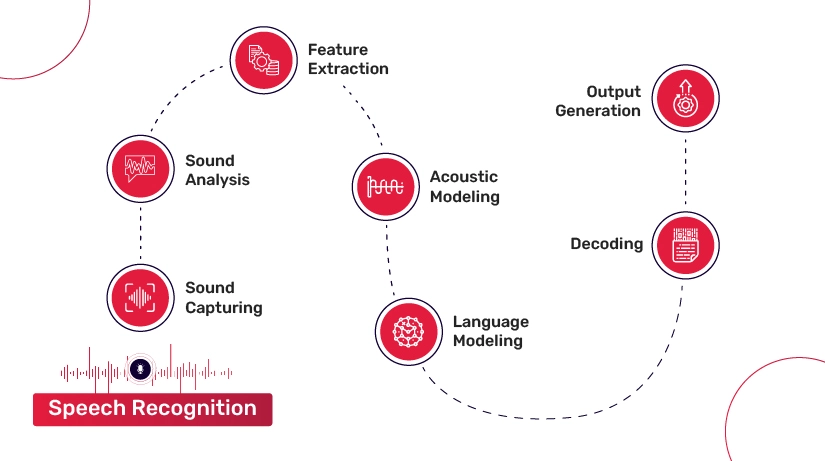 Speech Recognition
Sound
Capturing
Sound
Analysis
Feature
Extraction
Acoustic
Modeling
Language
Modeling
Decoding
Output
Generation